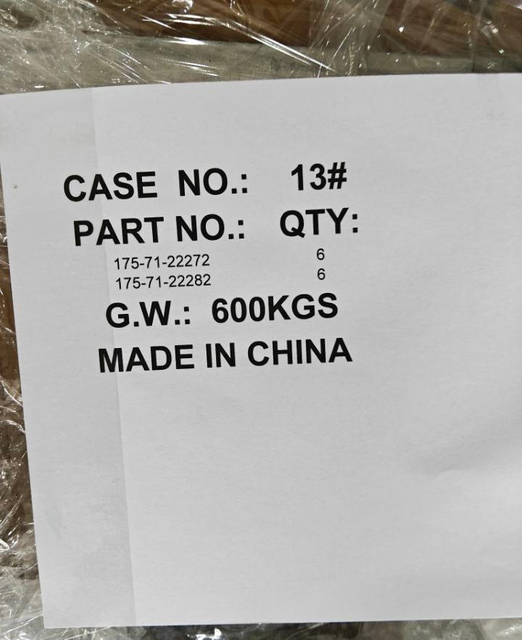 CASE NO.: 13#
PART NO.: QTY:
175-71-22272 6
175-71-22282 6
G.W.: 600KGS
MADE IN CHINA